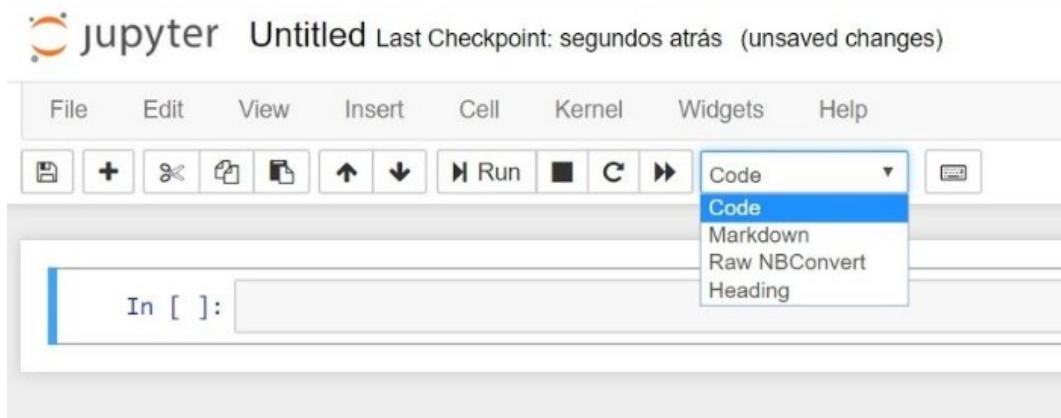 jupyter Untitled Last Checkpoint: segundos atrás (unsaved changes)
File Edit View Insert Cell Kernel Widgets Help
Run Code
Code
Markdown
Raw NBConvert
Heading
In [ ]: